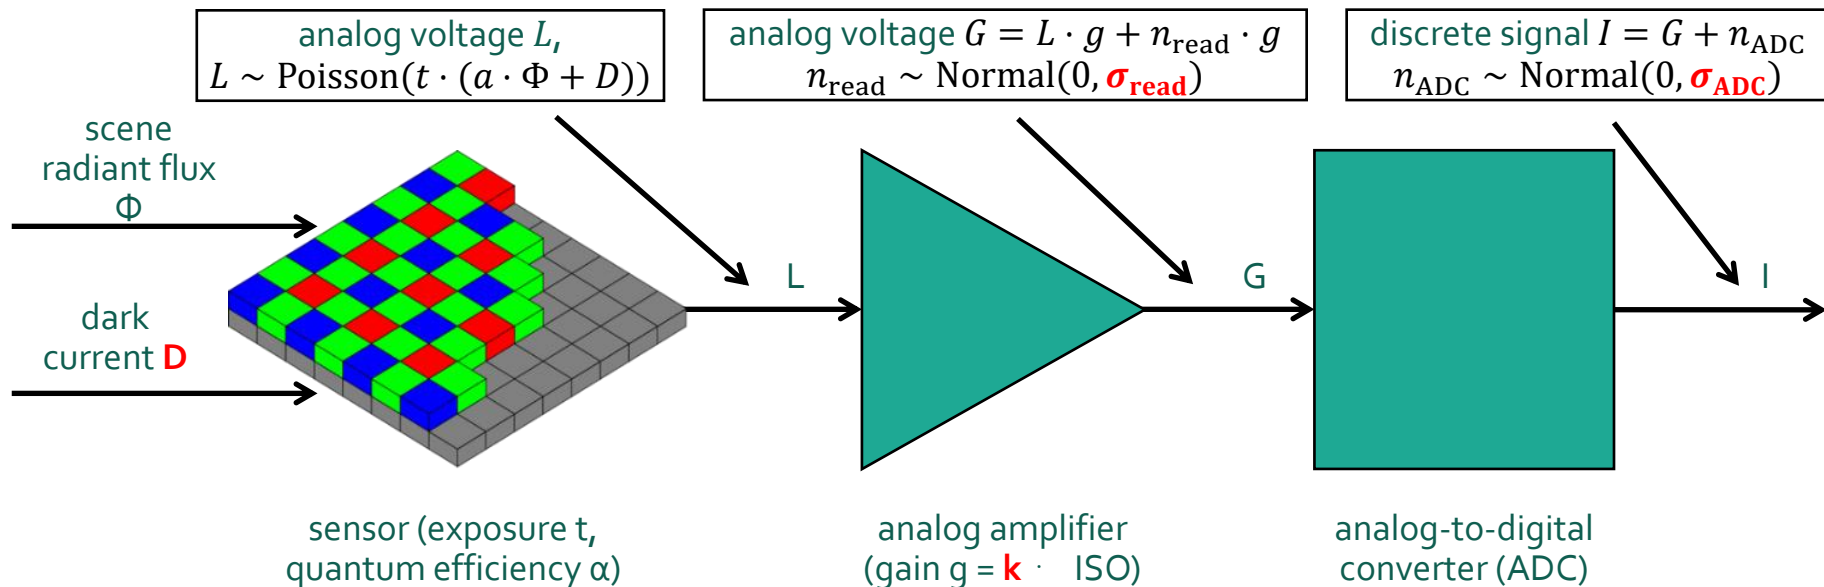 analog voltage L,
L ~ Poisson(t · (a · Φ + D))
analog voltage G = L · g + n_read · g
n_read ~ Normal(0, σ_read)
discrete signal I = G + n_ADC
n_ADC ~ Normal(0, σ_ADC)
scene
radiant flux
Φ
dark
current D
L
G
I
sensor (exposure t,
quantum efficiency α)
analog amplifier
(gain g = k · ISO)
analog-to-digital
converter (ADC)